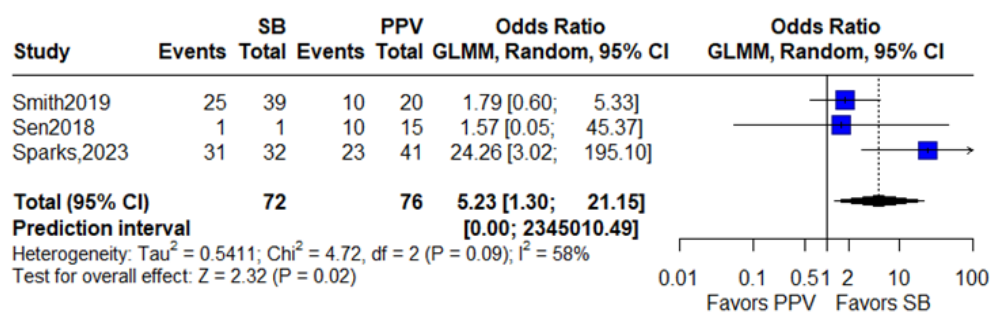 SB PPV Odds Ratio Odds Ratio
Study Events Total Events Total GLMM, Random, 95% CI GLMM, Random, 95% CI
Smith2019 25 39 10 20 1.79 [0.60; 5.33]
Sen2018 1 1 10 15 1.57 [0.05; 45.37]
Sparks,2023 31 32 23 41 24.26 [3.02; 195.10]
Total (95% CI) 72 76 5.23 [1.30; 21.15]
Prediction interval [0.00; 2345010.49]
Heterogeneity: Tau² = 0.5411; Chi² = 4.72, df = 2 (P = 0.09); I² = 58%
Test for overall effect: Z = 2.32 (P = 0.02)
0.01 0.1 0.5 1 2 10 100
Favors PPV Favors SB